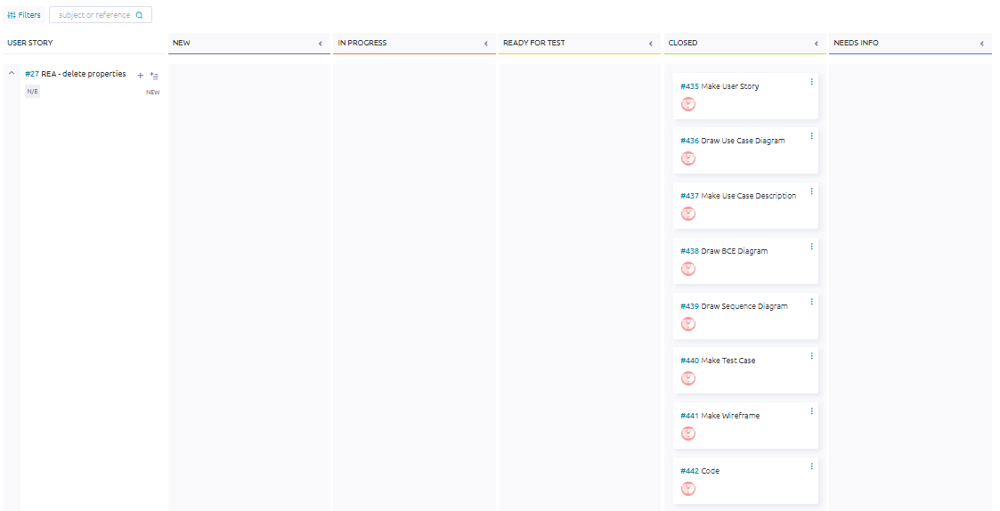 Filters
subject or reference
USER STORY
NEW
IN PROGRESS
READY FOR TEST
CLOSED
NEEDS INFO
#27 REA - delete properties
N/E
NEW
#435 Make User Story
#436 Draw Use Case Diagram
#437 Make Use Case Description
#438 Draw BCE Diagram
#439 Draw Sequence Diagram
#440 Make Test Case
#441 Make Wireframe
#442 Code